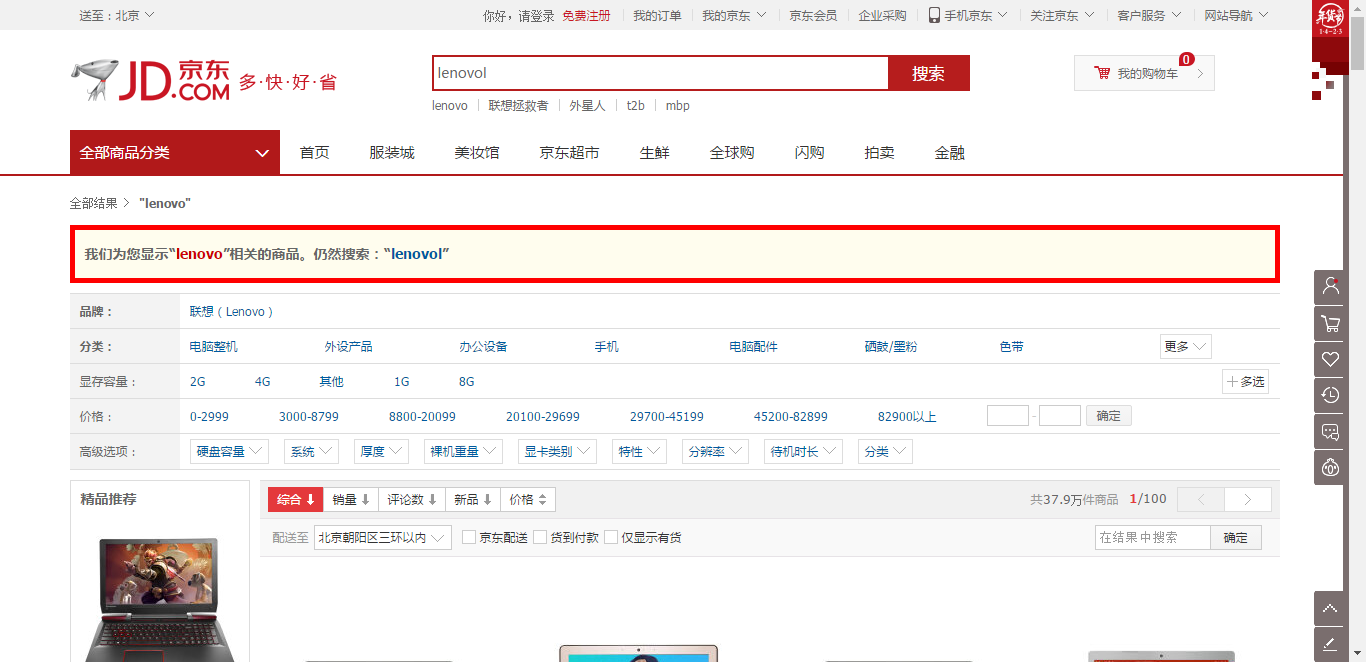 送至：北京
你好，请登录 免费注册 我的订单 我的京东 京东会员 企业采购 手机京东 关注京东 客户服务 网站导航
年货节
1·4-2·3
JD.COM 京东 多·快·好·省
lenovol 搜索
我的购物车 0
lenovo 联想拯救者 外星人 t2b mbp
全部商品分类 首页 服装城 美妆馆 京东超市 生鲜 全球购 闪购 拍卖 金融
全部结果 > "lenovo"
我们为您显示“lenovo”相关的商品。仍然搜索：“lenovol”
品牌： 联想（Lenovo）
分类： 电脑整机 外设产品 办公设备 手机 电脑配件 硒鼓/墨粉 色带 更多
显存容量： 2G 4G 其他 1G 8G 多选
价格： 0-2999 3000-8799 8800-20099 20100-29699 29700-45199 45200-82899 82900以上 - 确定
高级选项： 硬盘容量 系统 厚度 裸机重量 显卡类别 特性 分辨率 待机时长 分类
精品推荐
综合 销量 评论数 新品 价格 共37.9万件商品 1/100 < >
配送至 北京朝阳区三环以内 京东配送 货到付款 仅显示有货 在结果中搜索 确定